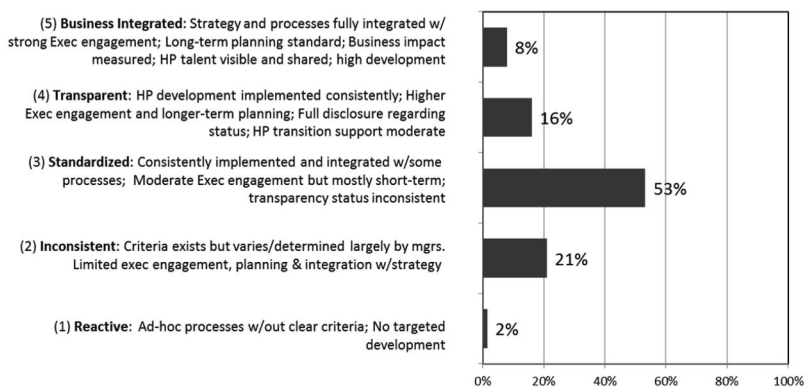 (5) Business Integrated: Strategy and processes fully integrated w/
strong Exec engagement; Long-term planning standard; Business impact
measured; HP talent visible and shared; high development
8%
(4) Transparent: HP development implemented consistently; Higher
Exec engagement and longer-term planning; Full disclosure regarding
status; HP transition support moderate
16%
(3) Standardized: Consistently implemented and integrated w/some
processes; Moderate Exec engagement but mostly short-term;
transparency status inconsistent
53%
(2) Inconsistent: Criteria exists but varies/determined largely by mgrs.
Limited exec engagement, planning & integration w/strategy
21%
(1) Reactive: Ad-hoc processes w/out clear criteria; No targeted
development
2%
0% 20% 40% 60% 80% 100%